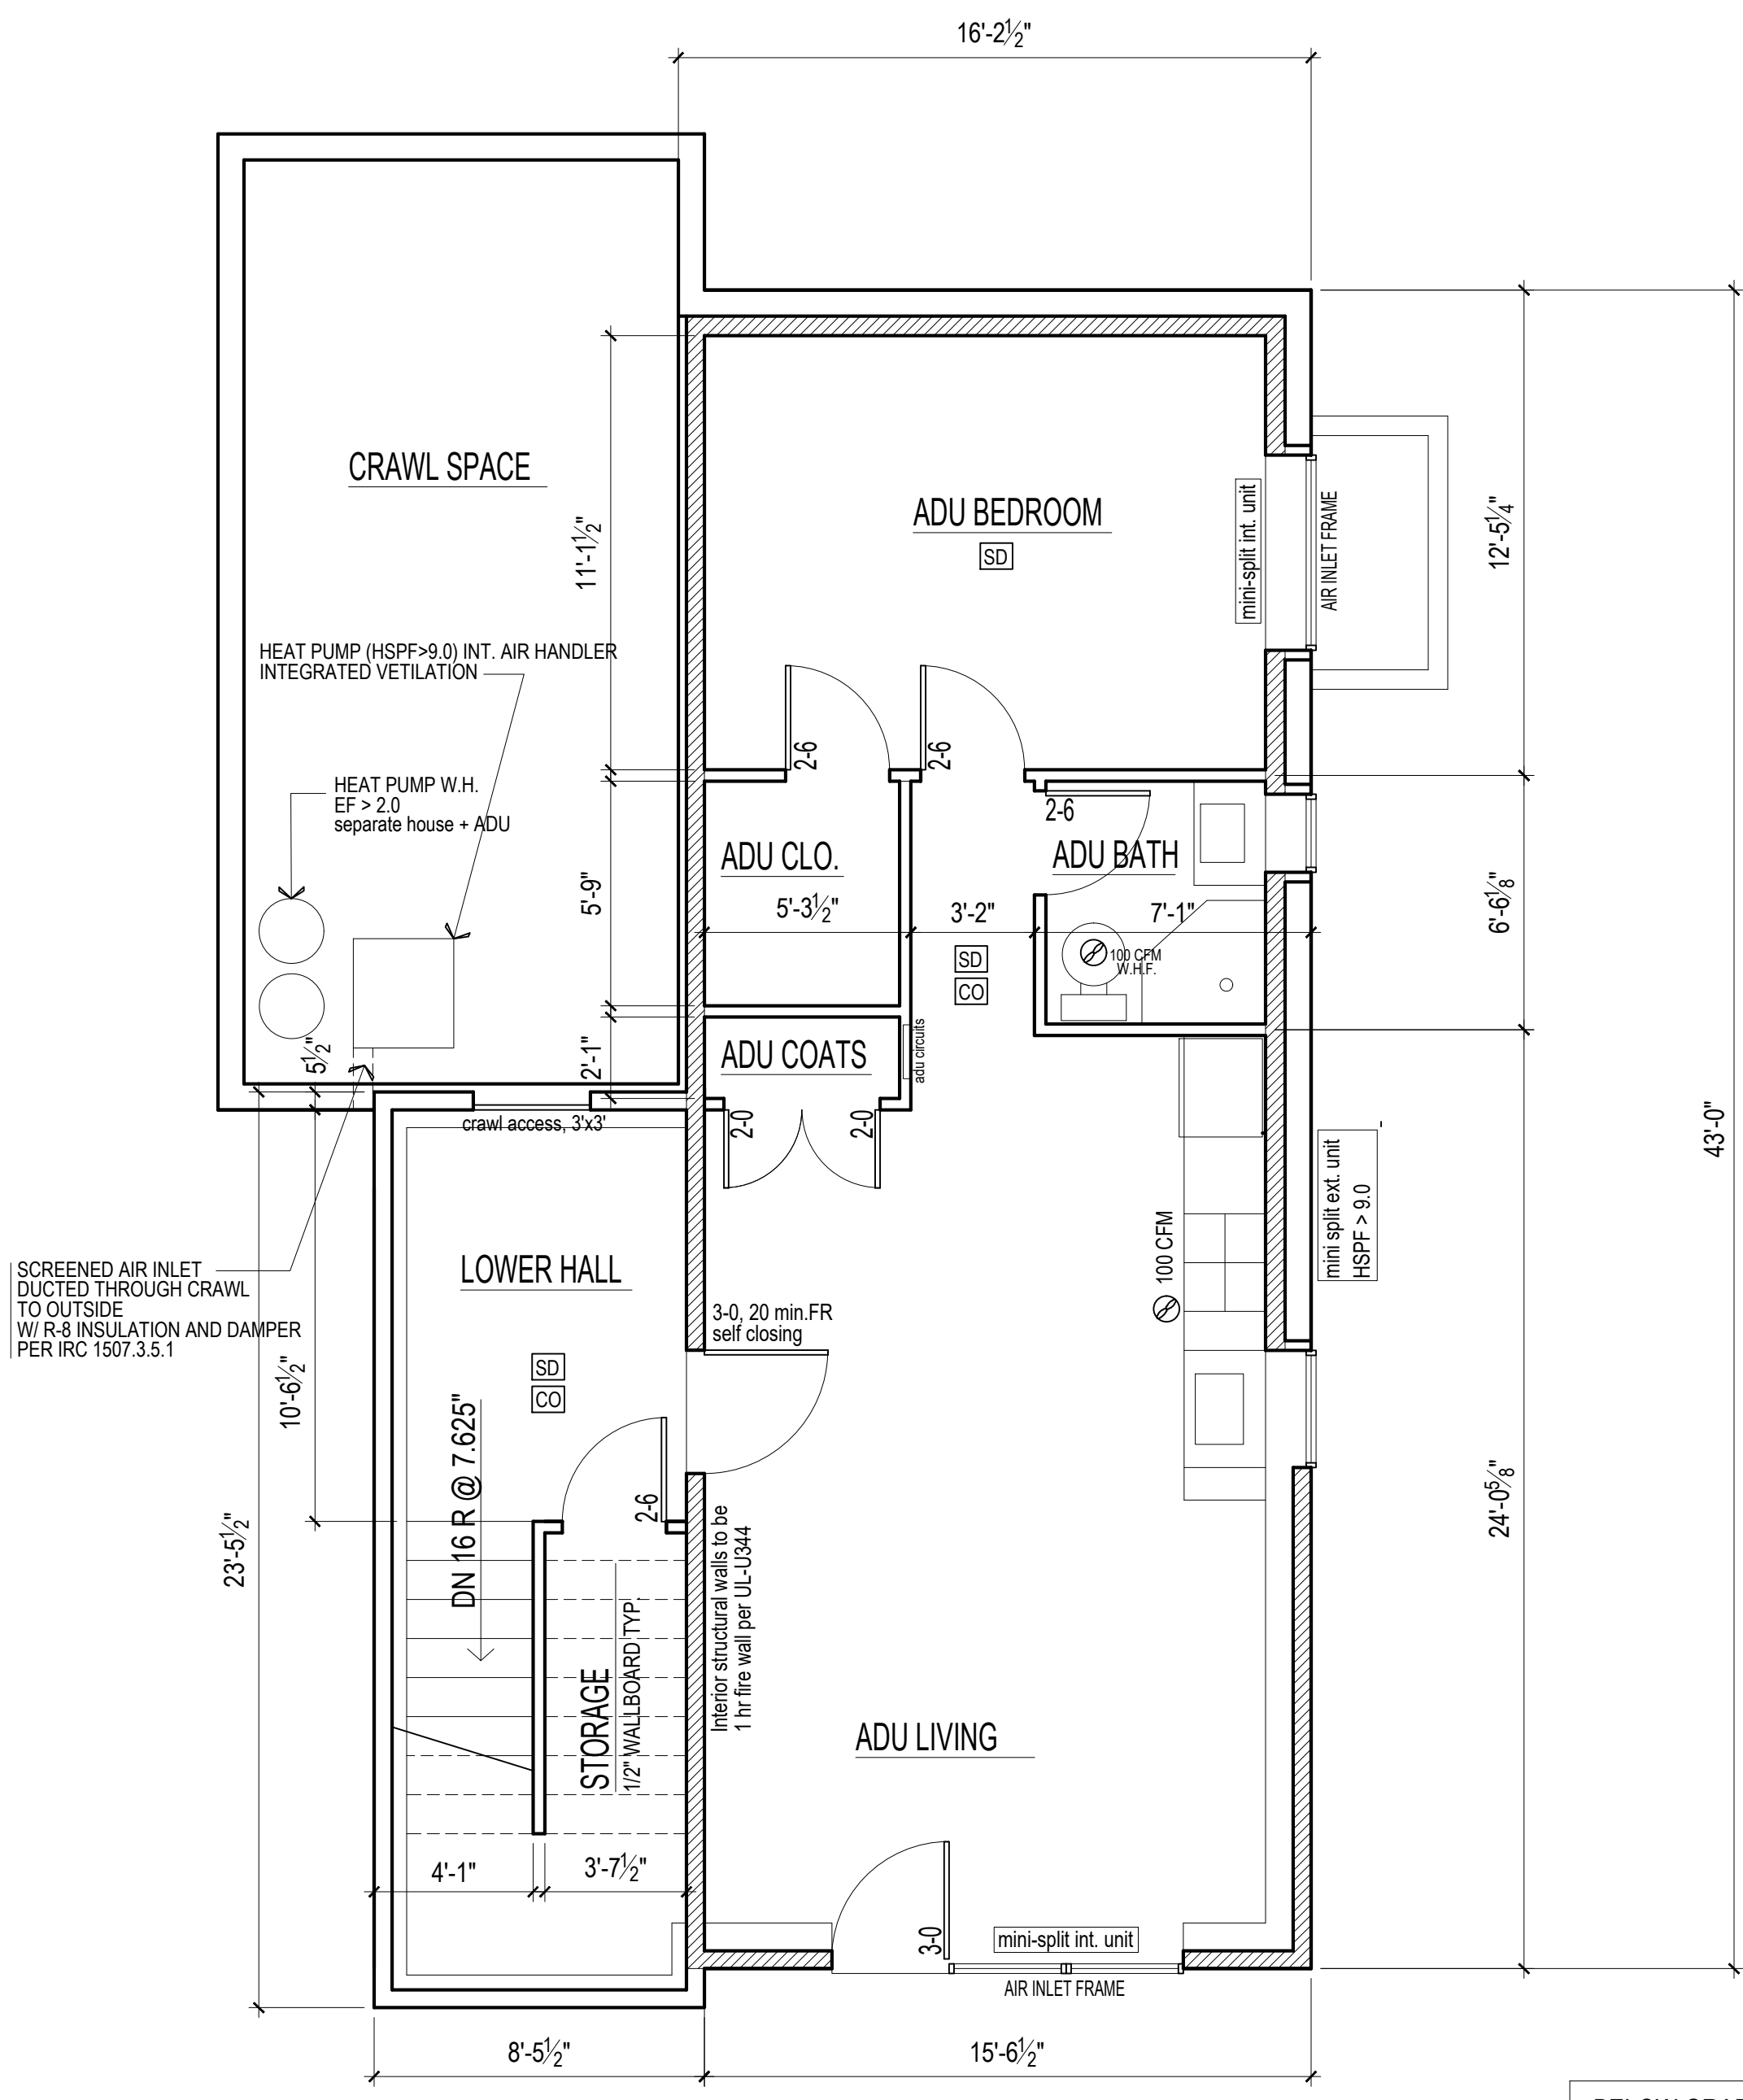 16'-2½"
CRAWL SPACE
ADU BEDROOM
SD
mini-split int. unit
AIR INLET FRAME
12'-5¼"
11'-1½"
HEAT PUMP (HSPF>9.0) INT. AIR HANDLER
INTEGRATED VETILATION
HEAT PUMP W.H.
EF > 2.0
separate house + ADU
2-6
2-6
2-6
ADU CLO.
5'-3½"
3'-2"
ADU BATH
7'-1"
5'-9"
6'-6⅛"
SD
CO
100 CFM
W.H.F.
adu circuits
ADU COATS
2'-1"
5½"
2-0
2-0
crawl access, 3'x3'
43'-0"
mini split ext. unit
HSPF > 9.0
100 CFM
LOWER HALL
SCREENED AIR INLET
DUCTED THROUGH CRAWL
TO OUTSIDE
W/ R-8 INSULATION AND DAMPER
PER IRC 1507.3.5.1
3-0, 20 min.FR
self closing
SD
CO
10'-6½"
DN 16 R @ 7.625"
2-6
23'-5½"
24'-0⅝"
Interior structural walls to be
1 hr fire wall per UL-U344
STORAGE
1/2" WALLBOARD TYP.
ADU LIVING
4'-1"
3'-7½"
3-0
mini-split int. unit
AIR INLET FRAME
8'-5½"
15'-6½"